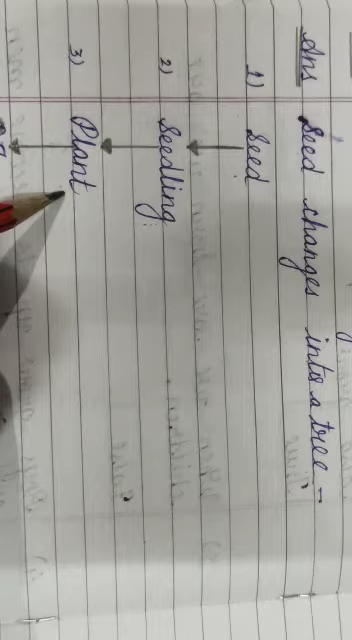 Ans Seed changes into a tree -
1) Seed
2) Seedling
3) Plant